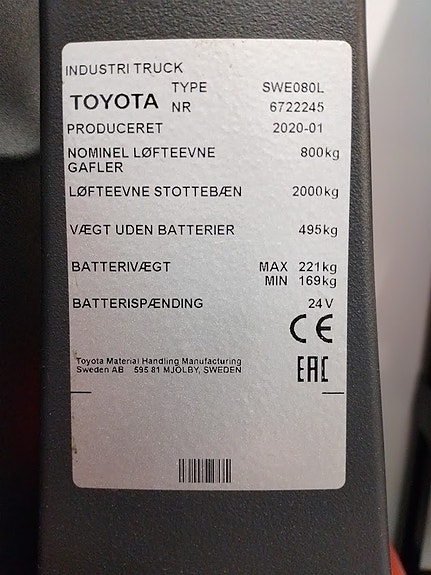 INDUSTRI TRUCK
TOYOTA TYPE SWE080L
NR 6722245
PRODUCERET 2020-01
NOMINEL LØFTEEVNE 800kg
GAFLER
LØFTEEVNE STOTTEBÆN 2000kg
VÆGT UDEN BATTERIER 495kg
BATTERIVÆGT MAX 221kg
MIN 169kg
BATTERISPÆNDING 24V
CE
Toyota Material Handling Manufacturing
Sweden AB 595 81 MJÖLBY, SWEDEN
EAC